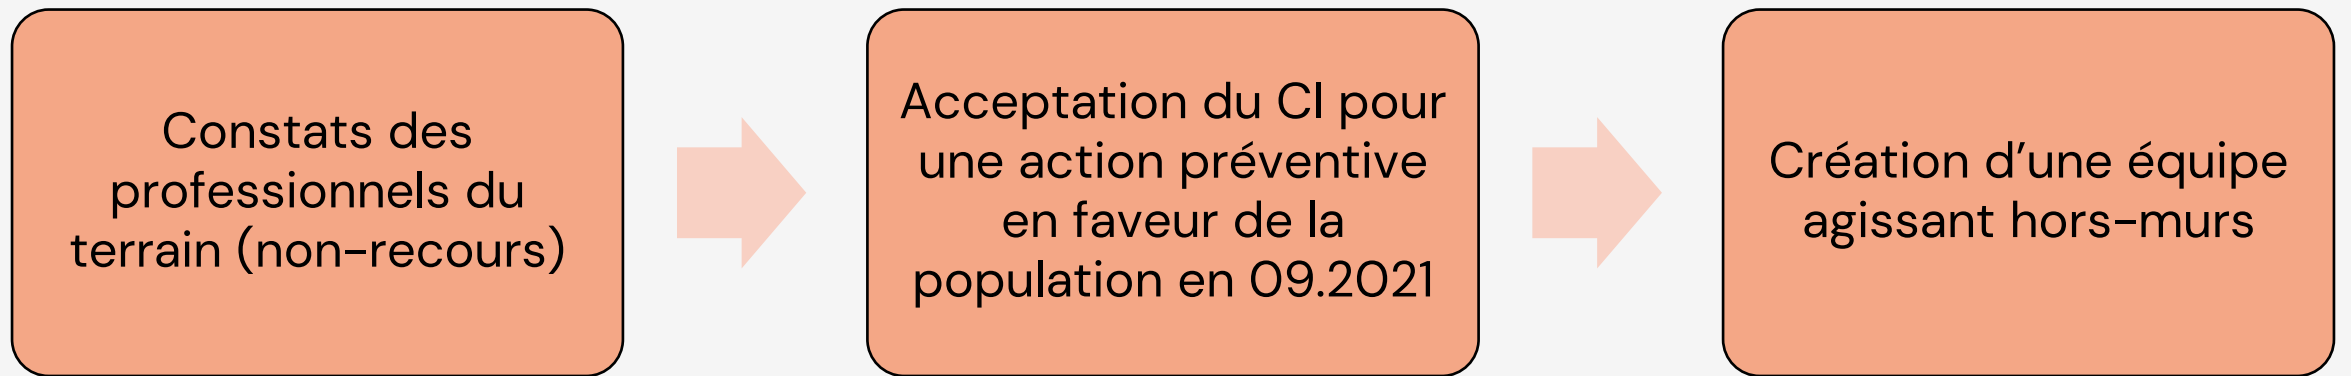 Constats des
professionnels du
terrain (non-recours)
Acceptation du CI pour
une action préventive
en faveur de la
population en 09.2021
Création d’une équipe
agissant hors-murs